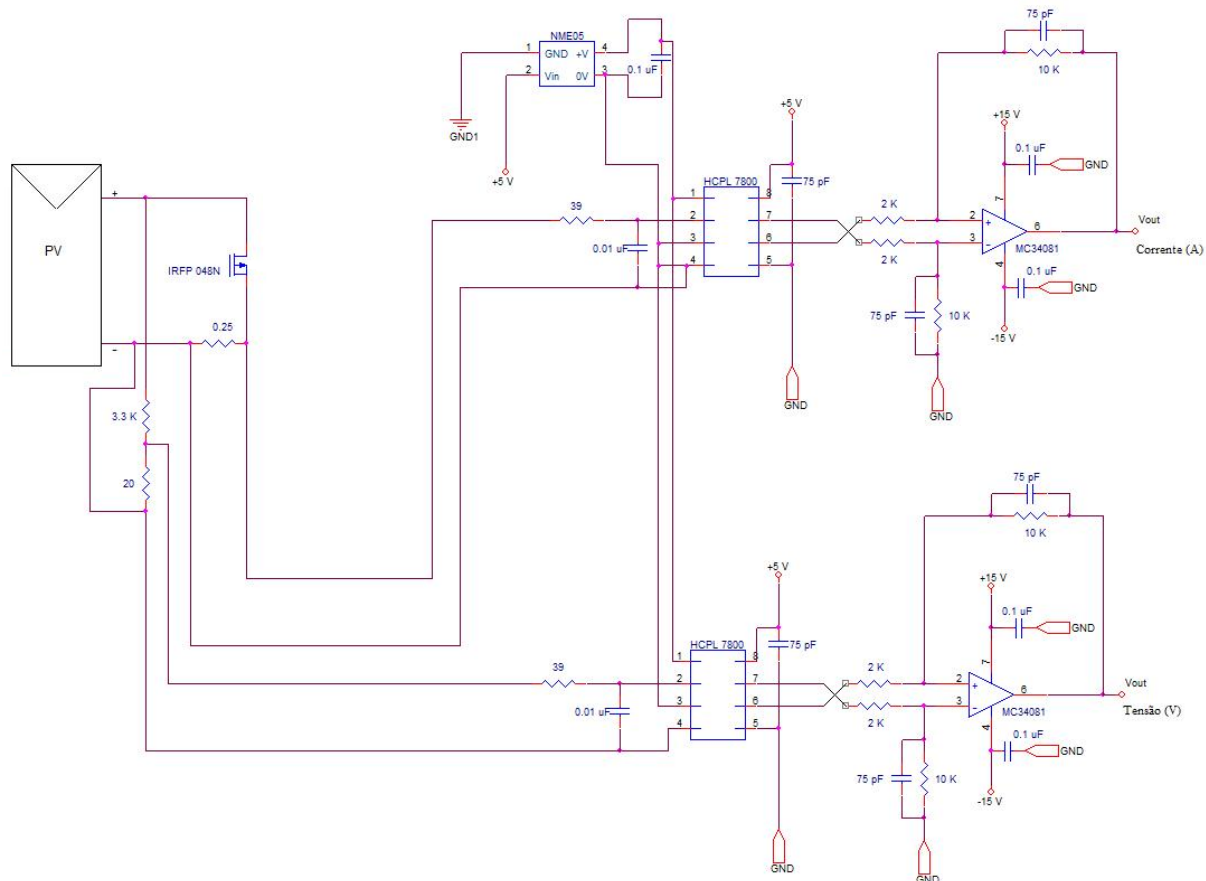 NME05
1 GND +V 4
2 Vin 0V 3
0.1 uF
GND1
+5 V
75 pF
10 K
+5 V
+15 V
0.1 uF
GND
PV
+
-
IRFP 048N
0.25
3.3 K
20
39
0.01 uF
HCPL 7800
1
2
3
4
8
7
6
5
75 pF
2 K
2 K
2
3
+
-
7
6
4
MC34081
Vout
Corrente (A)
0.1 uF
GND
-15 V
75 pF
10 K
GND
GND
75 pF
10 K
+5 V
+15 V
0.1 uF
GND
39
0.01 uF
HCPL 7800
1
2
3
4
8
7
6
5
75 pF
2 K
2 K
2
3
+
-
7
6
4
MC34081
Vout
Tensão (V)
0.1 uF
GND
-15 V
75 pF
10 K
GND
GND